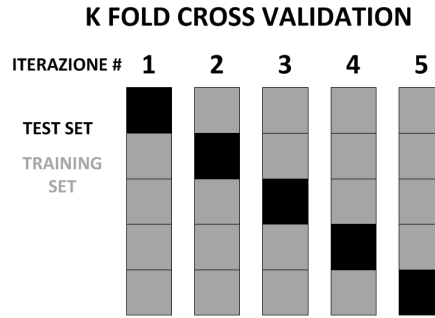 K FOLD CROSS VALIDATION
ITERAZIONE # 1 2 3 4 5
TEST SET
TRAINING
SET